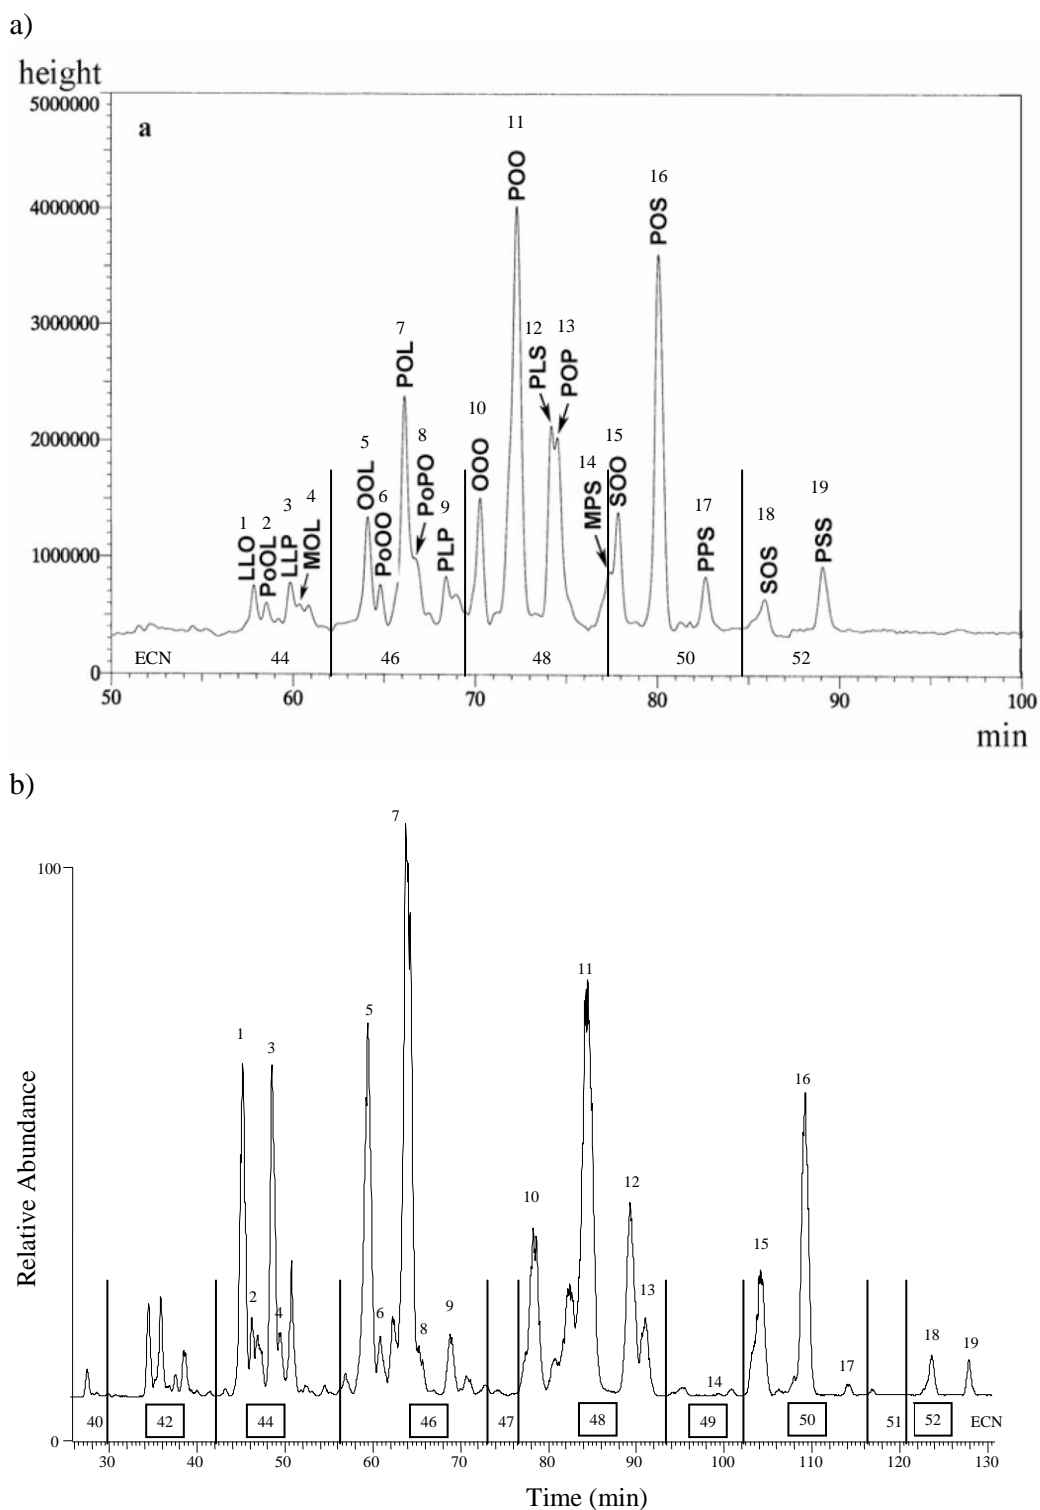 a)
height
5000000
a
11
POO
16
POS
4000000
3000000
7
POL
12
PLS
13
POP
8
PoPO
10
OOO
2000000
5
OOL
6
PoOO
9
PLP
14
MPS
15
SOO
17
PPS
18
SOS
19
PSS
1
LLO
2
PoOL
3
LLP
4
MOL
1000000
ECN 44 46 48 50 52
0
50 60 70 80 90 100
min
b)
7
100
11
5
1
3
16
12
10
15
13
2
4
6
8
9
14
17
18
19
Relative Abundance
40 42 44 46 47 48 49 50 51 52 ECN
0
30 40 50 60 70 80 90 100 110 120 130
Time (min)